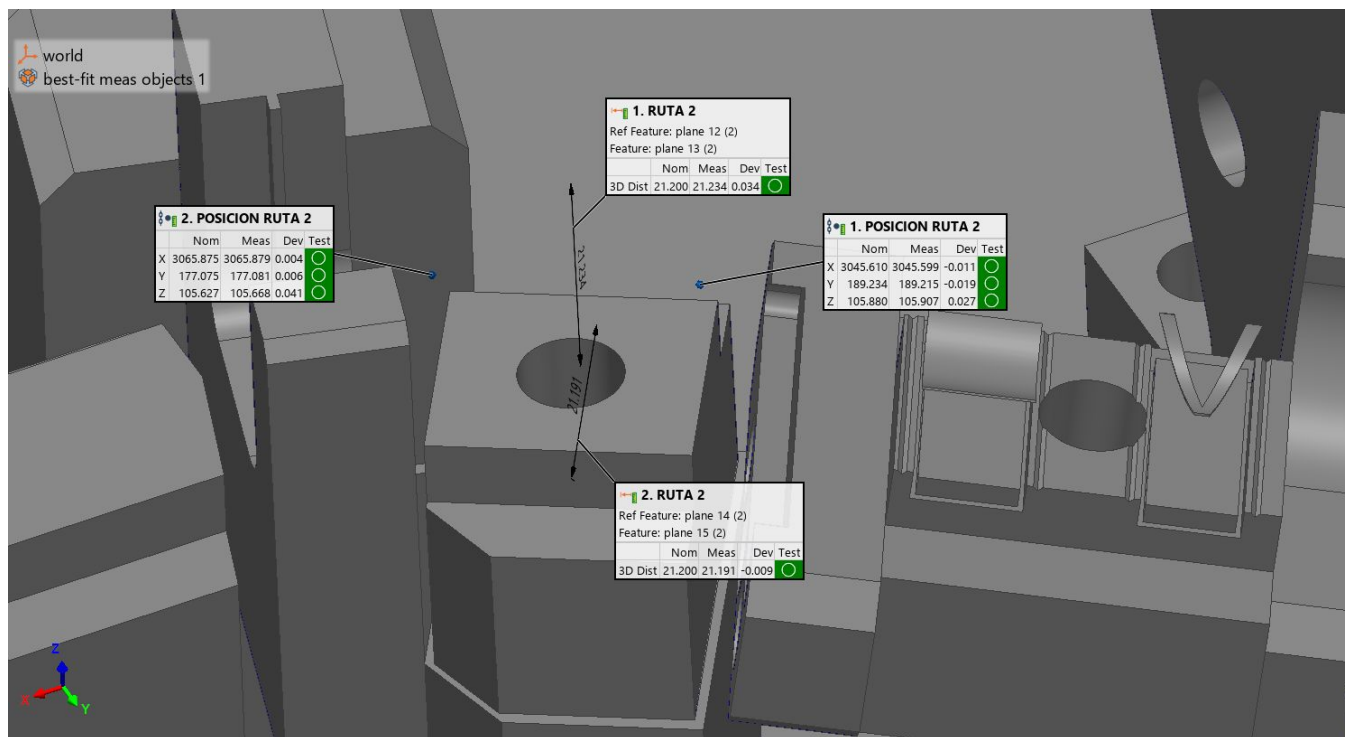 world
best-fit meas objects 1
1. RUTA 2
Ref Feature: plane 12 (2)
Feature: plane 13 (2)
Nom Meas Dev Test
3D Dist 21.200 21.234 0.034
2. POSICION RUTA 2
Nom Meas Dev Test
X 3065.875 3065.879 0.004
Y 177.075 177.081 0.006
Z 105.627 105.668 0.041
1. POSICION RUTA 2
Nom Meas Dev Test
X 3045.610 3045.599 -0.011
Y 189.234 189.215 -0.019
Z 105.880 105.907 0.027
21.234
21.191
2. RUTA 2
Ref Feature: plane 14 (2)
Feature: plane 15 (2)
Nom Meas Dev Test
3D Dist 21.200 21.191 -0.009
Z
X
Y